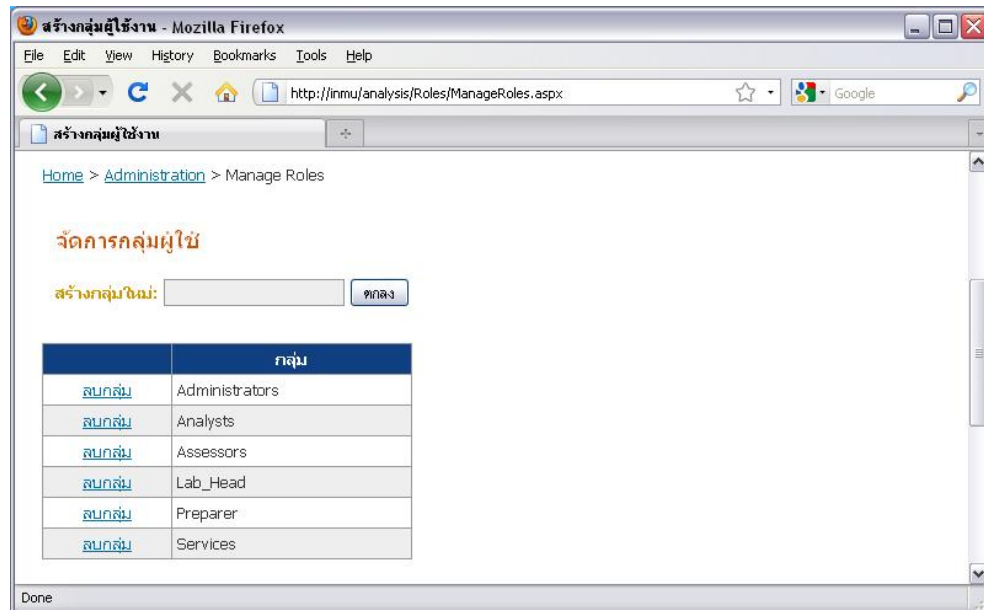 สร้างกลุ่มผู้ใช้งาน - Mozilla Firefox
File Edit View History Bookmarks Tools Help
http://inmu/analysis/Roles/ManageRoles.aspx Google
สร้างกลุ่มผู้ใช้งาน
Home > Administration > Manage Roles
จัดการกลุ่มผู้ใช้
สร้างกลุ่มใหม่: ตกลง
กลุ่ม
ลบกลุ่ม Administrators
ลบกลุ่ม Analysts
ลบกลุ่ม Assessors
ลบกลุ่ม Lab_Head
ลบกลุ่ม Preparer
ลบกลุ่ม Services
Done